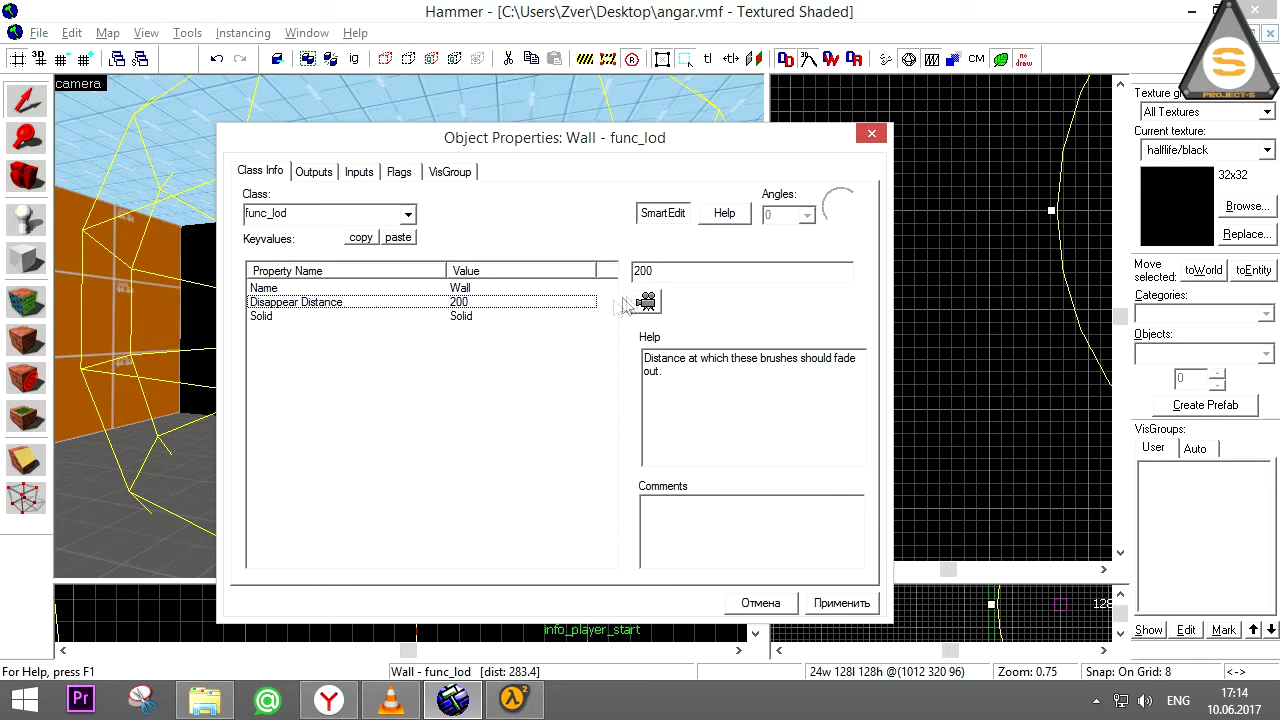 Hammer - [C:\Users\Zver\Desktop\angar.vmf - Textured Shaded]
File Edit Map View Tools Instancing Window Help
camera
PROJECT-S
Object Properties: Wall - func_lod
Class Info Outputs Inputs Flags VisGroup
Class:
func_lod
SmartEdit
Help
Angles:
0
Keyvalues:
copy
paste
Property Name Value
Name Wall
Disappear Distance 200
Solid Solid
200
Help
Distance at which these brushes should fade
out.
Comments
Отмена
Применить
info_player_start
128
All Textures
Current texture:
halflife/black
32x32
Browse...
Replace...
Move
selected:
toWorld
toEntity
Categories:
Objects:
0
Create Prefab
VisGroups:
User Auto
Show Edit Mark
For Help, press F1
Wall - func_lod [dist: 283.4]
24w 128l 128h @(1012 320 96)
Zoom: 0.75
Snap: On Grid: 8
<->
Pr
ENG
17:14
10.06.2017